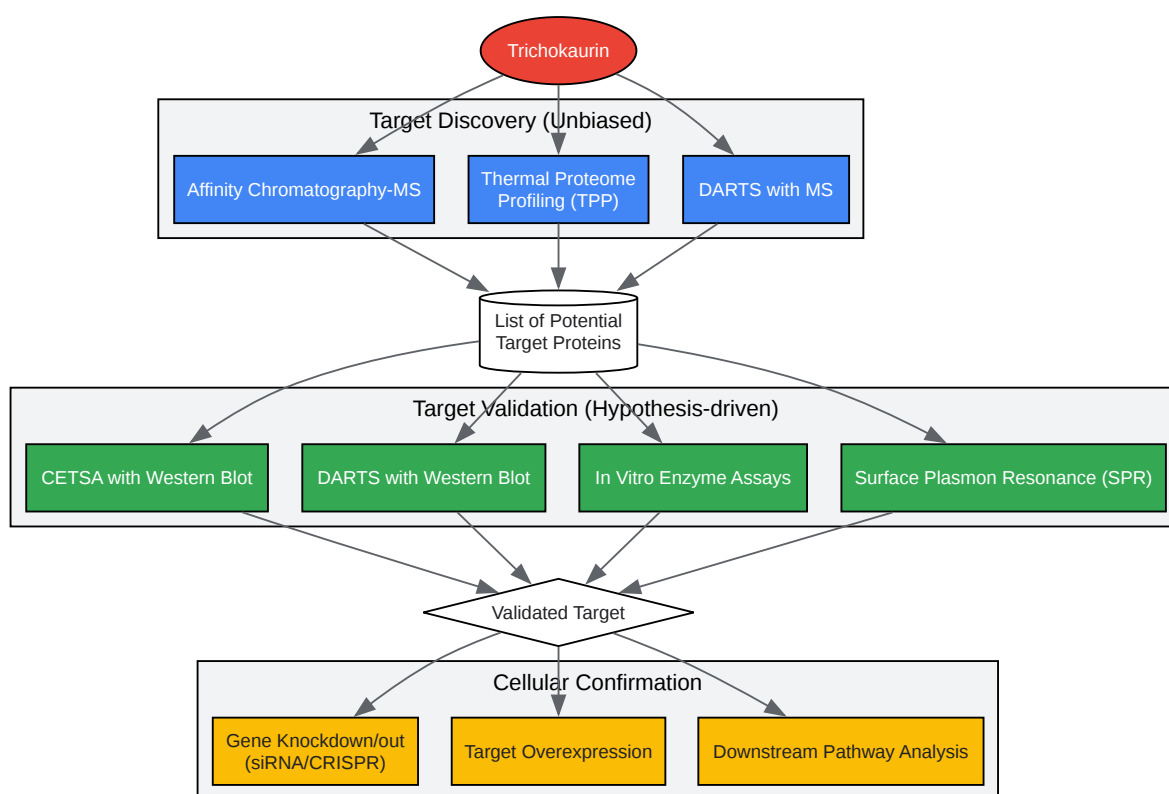 Trichokaurin
Target Discovery (Unbiased)
Affinity Chromatography-MS
Thermal Proteome
Profiling (TPP)
DARTS with MS
List of Potential
Target Proteins
Target Validation (Hypothesis-driven)
CETSA with Western Blot
DARTS with Western Blot
In Vitro Enzyme Assays
Surface Plasmon Resonance (SPR)
Validated Target
Cellular Confirmation
Gene Knockdown/out
(siRNA/CRISPR)
Target Overexpression
Downstream Pathway Analysis